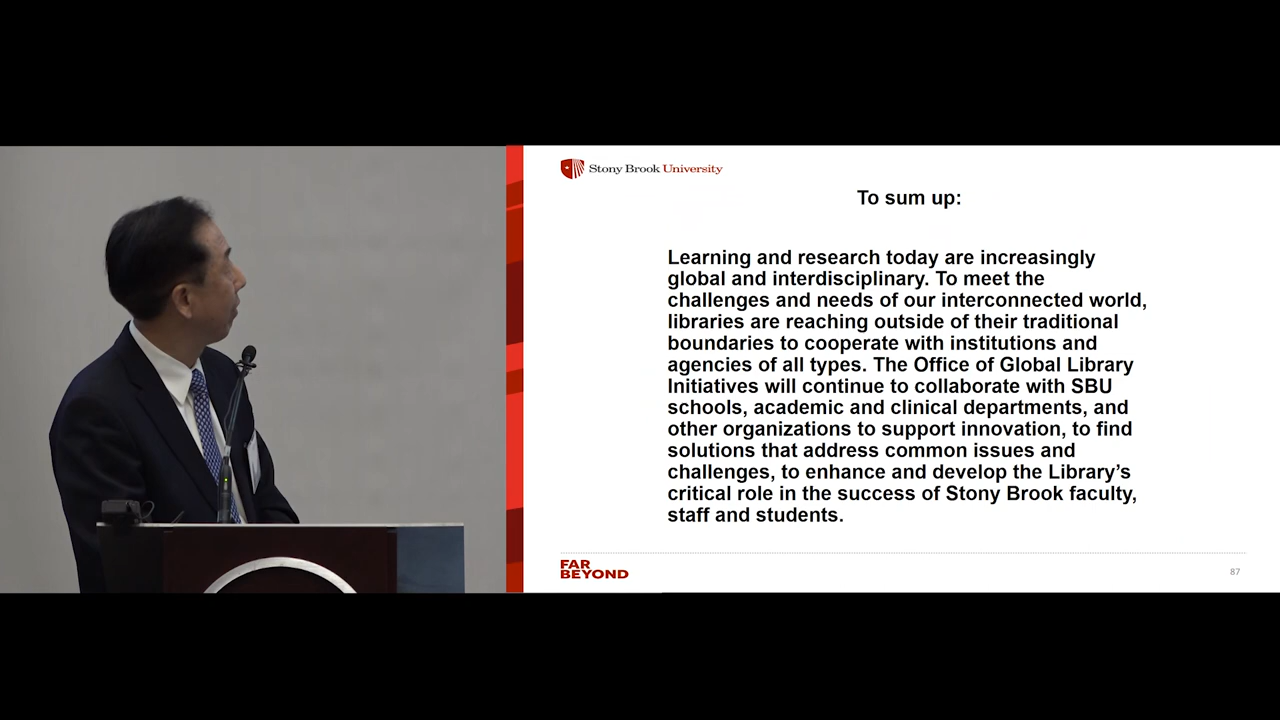 Stony Brook University
To sum up:
Learning and research today are increasingly
global and interdisciplinary. To meet the
challenges and needs of our interconnected world,
libraries are reaching outside of their traditional
boundaries to cooperate with institutions and
agencies of all types. The Office of Global Library
Initiatives will continue to collaborate with SBU
schools, academic and clinical departments, and
other organizations to support innovation, to find
solutions that address common issues and
challenges, to enhance and develop the Library’s
critical role in the success of Stony Brook faculty,
staff and students.
FAR
BEYOND
87